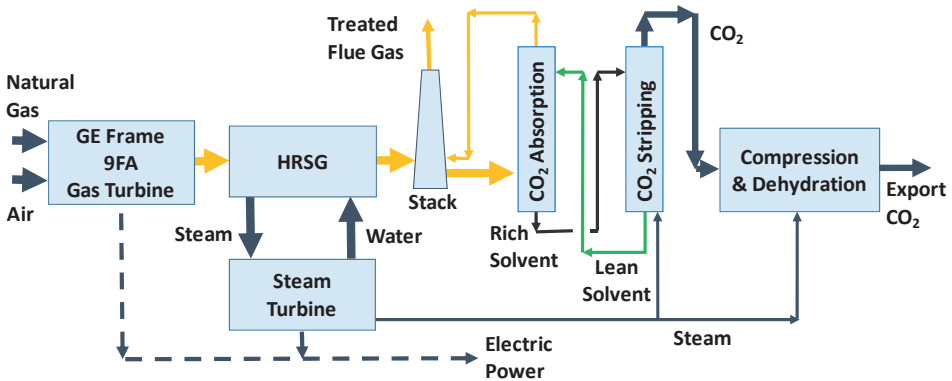 Treated
Flue Gas
CO₂
Natural
Gas
GE Frame
9FA
Gas Turbine
HRSG
Stack
CO₂ Absorption
CO₂ Stripping
Compression
& Dehydration
Export
CO₂
Air
Steam
Water
Rich
Solvent
Lean
Solvent
Steam
Turbine
Steam
Electric
Power